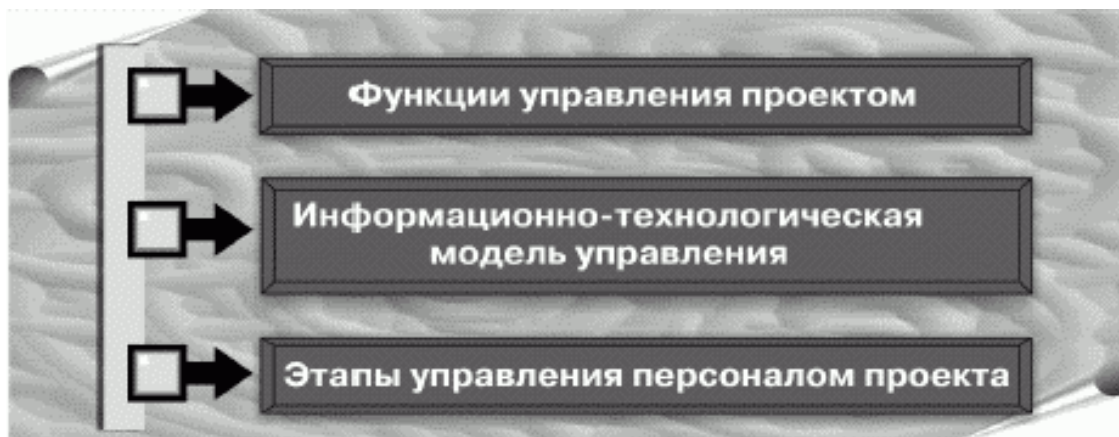 Функции управления проектом
Информационно-технологическая
модель управления
Этапы управления персоналом проекта